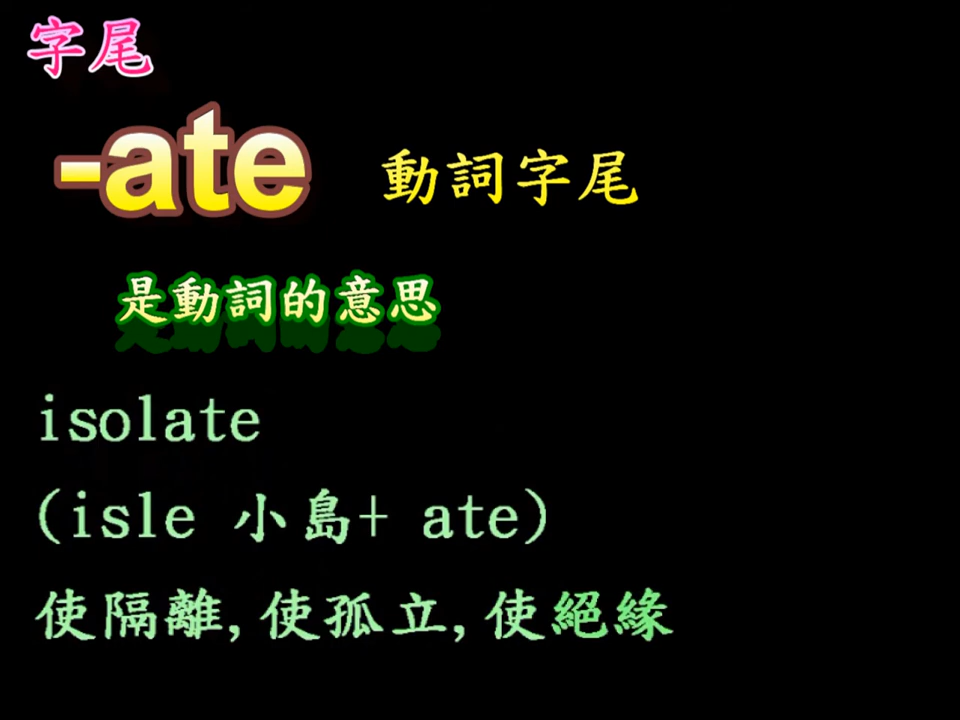 字尾
-ate 動詞字尾
是動詞的意思
isolate
(isle 小島+ ate)
使隔離,使孤立,使絕緣